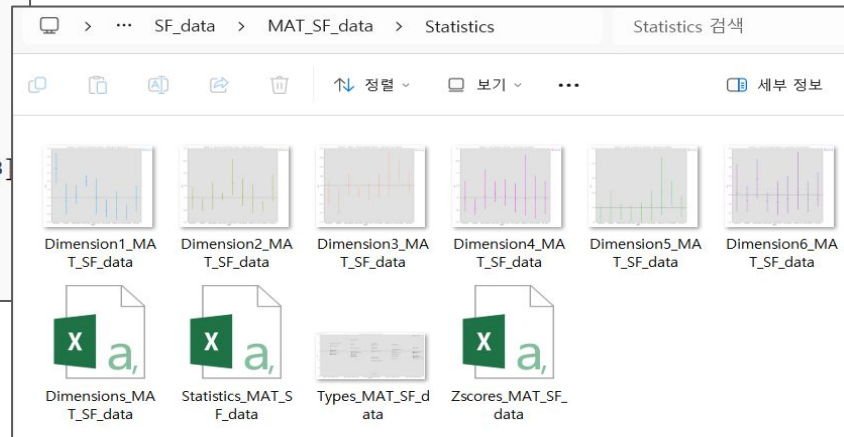 ··· SF_data > MAT_SF_data > Statistics
Statistics 검색
정렬 보기 ··· 세부 정보
Dimension1_MA
T_SF_data
Dimension2_MA
T_SF_data
Dimension3_MA
T_SF_data
Dimension4_MA
T_SF_data
Dimension5_MA
T_SF_data
Dimension6_MA
T_SF_data
X a,
X a,
X a,
Dimensions_MA
T_SF_data
Statistics_MAT_S
F_data
Types_MAT_SF_d
ata
Zscores_MAT_SF_
data